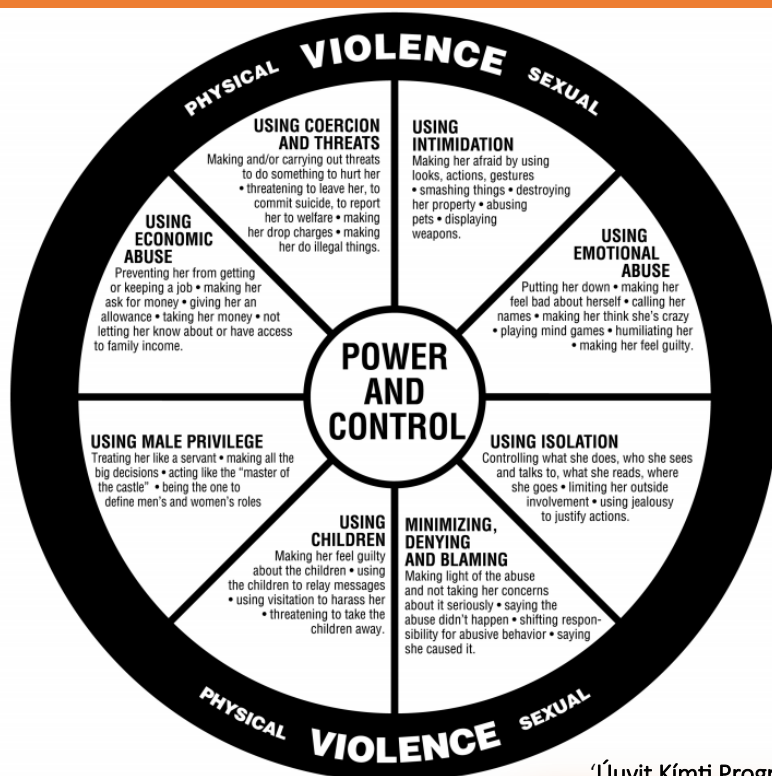 PHYSICAL VIOLENCE SEXUAL
USING COERCION
AND THREATS
Making and/or carrying out threats
to do something to hurt her
• threatening to leave her, to
commit suicide, to report
her to welfare • making
her drop charges • making
her do illegal things.
USING
INTIMIDATION
Making her afraid by using
looks, actions, gestures
• smashing things • destroying
her property • abusing
pets • displaying
weapons.
USING
ECONOMIC
ABUSE
Preventing her from getting
or keeping a job • making her
ask for money • giving her an
allowance • taking her money • not
letting her know about or have access
to family income.
USING
EMOTIONAL
ABUSE
Putting her down • making her
feel bad about herself • calling her
names • making her think she's crazy
• playing mind games • humiliating her
• making her feel guilty.
POWER
AND
CONTROL
USING MALE PRIVILEGE
Treating her like a servant • making all the
big decisions • acting like the "master of
the castle" • being the one to
define men's and women's roles
USING ISOLATION
Controlling what she does, who she sees
and talks to, what she reads, where
she goes • limiting her outside
involvement • using jealousy
to justify actions.
USING
CHILDREN
Making her feel guilty
about the children • using
the children to relay messages
• using visitation to harass her
• threatening to take the
children away.
MINIMIZING,
DENYING
AND BLAMING
Making light of the abuse
and not taking her concerns
about it seriously • saying the
abuse didn't happen • shifting respon-
sibility for abusive behavior • saying
she caused it.
PHYSICAL VIOLENCE SEXUAL
'Úuvit Kímti Progr